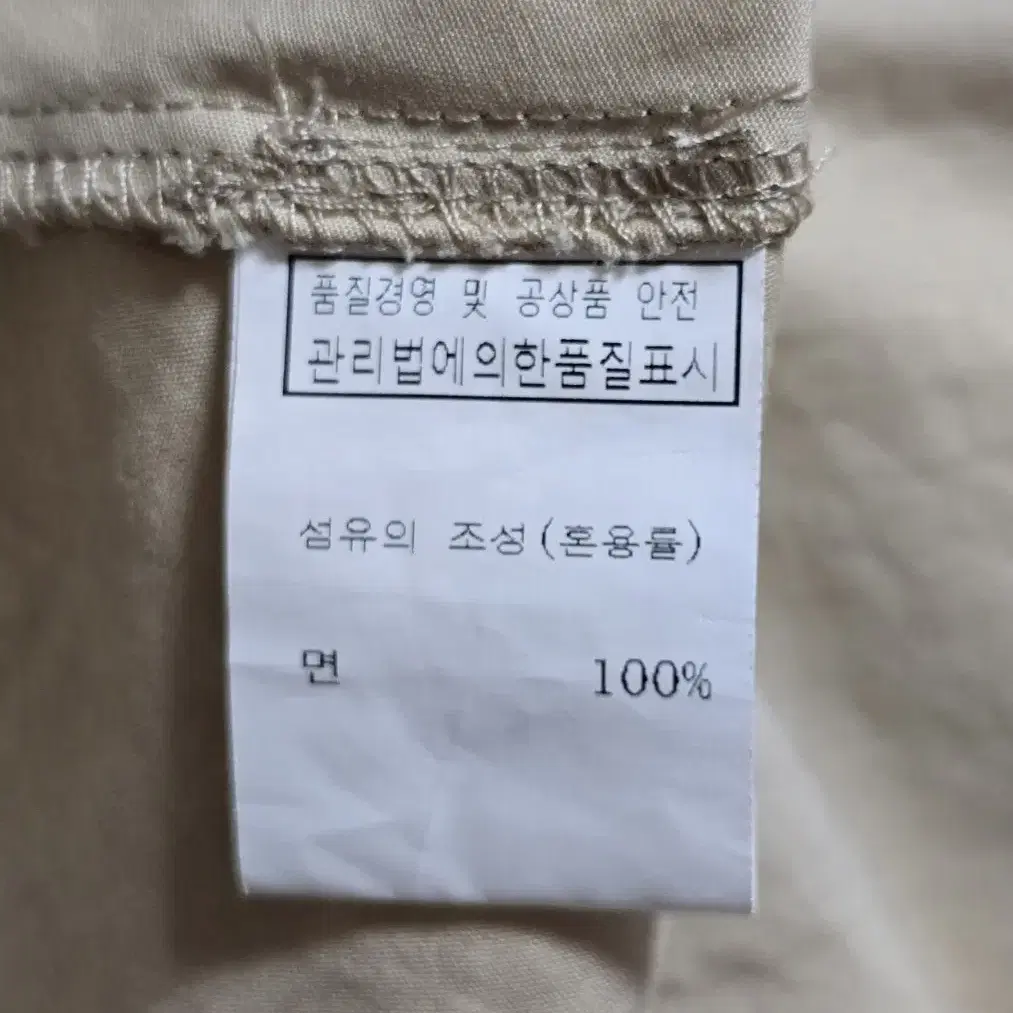 품질경영 및 공상품 안전
관리법에의한품질표시
섬유의 조성(혼용률)
면 100%